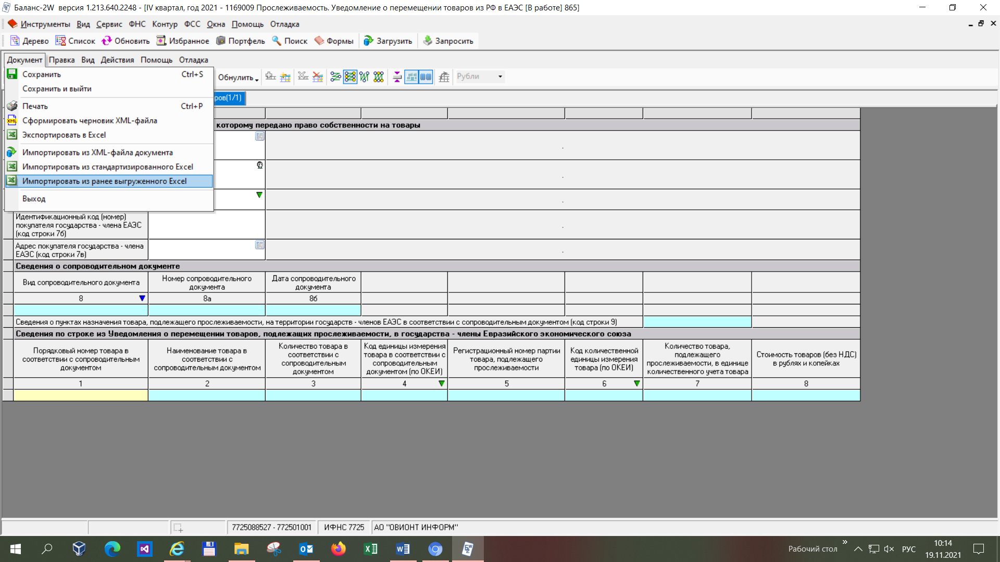 Баланс-2W версия 1.213.640.2248 - [IV квартал, год 2021 - 1169009 Прослеживаемость. Уведомление о перемещении товаров из РФ в ЕАЭС [В работе] 865]
Инструменты Вид Сервис ФНС Контур ФСС Окна Помощь Отладка
Дерево Список Обновить Избранное Портфель Поиск Формы Загрузить Запросить
Документ Правка Вид Действия Помощь Отладка
Сохранить Ctrl+S
Обнулить
Рубли
Сохранить и выйти
ров(1/1)
Печать Ctrl+P
XML Сформировать черновик XML-файла
которому передано право собственности на товары
Экспортировать в Excel
Импортировать из XML-файла документа
Импортировать из стандартизированного Excel
Импортировать из ранее выгруженного Excel
Выход
Идентификационный код (номер)
покупателя государства - члена ЕАЭС
(код строки 7б)
Адрес покупателя государства - члена
ЕАЭС (код строки 7в)
Сведения о сопроводительном документе
Вид сопроводительного документа
Номер сопроводительного
документа
Дата сопроводительного
документа
8 8а 8б
Сведения о пунктах назначения товара, подлежащего прослеживаемости, на территории государств - членов ЕАЭС в соответствии с сопроводительным документом (код строки 9)
Сведения по строке из Уведомления о перемещении товаров, подлежащих прослеживаемости, в государства - члены Евразийского экономического союза
Порядковый номер товара в
соответствии с сопроводительным
документом
Наименование товара в
соответствии с
сопроводительным документом
Количество товара в
соответствии с
сопроводительным
документом
Код единицы измерения
товара в соответствии с
сопроводительным
документом (по ОКЕИ)
Регистрационный номер партии
товара, подлежащего
прослеживаемости
Код количественной
единицы измерения
товара (по ОКЕИ)
Количество товара,
подлежащего
прослеживаемости, в единице
количественного учета товара
Стоимость товаров (без НДС)
в рублях и копейках
1 2 3 4 5 6 7 8
7725088527 - 772501001 ИФНС 7725 АО "ОВИОНТ ИНФОРМ"
Рабочий стол
РУС
10:14
19.11.2021